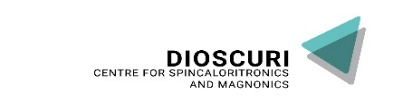 DIOSCURI
CENTRE FOR SPINCALORITRONICS
AND MAGNONICS